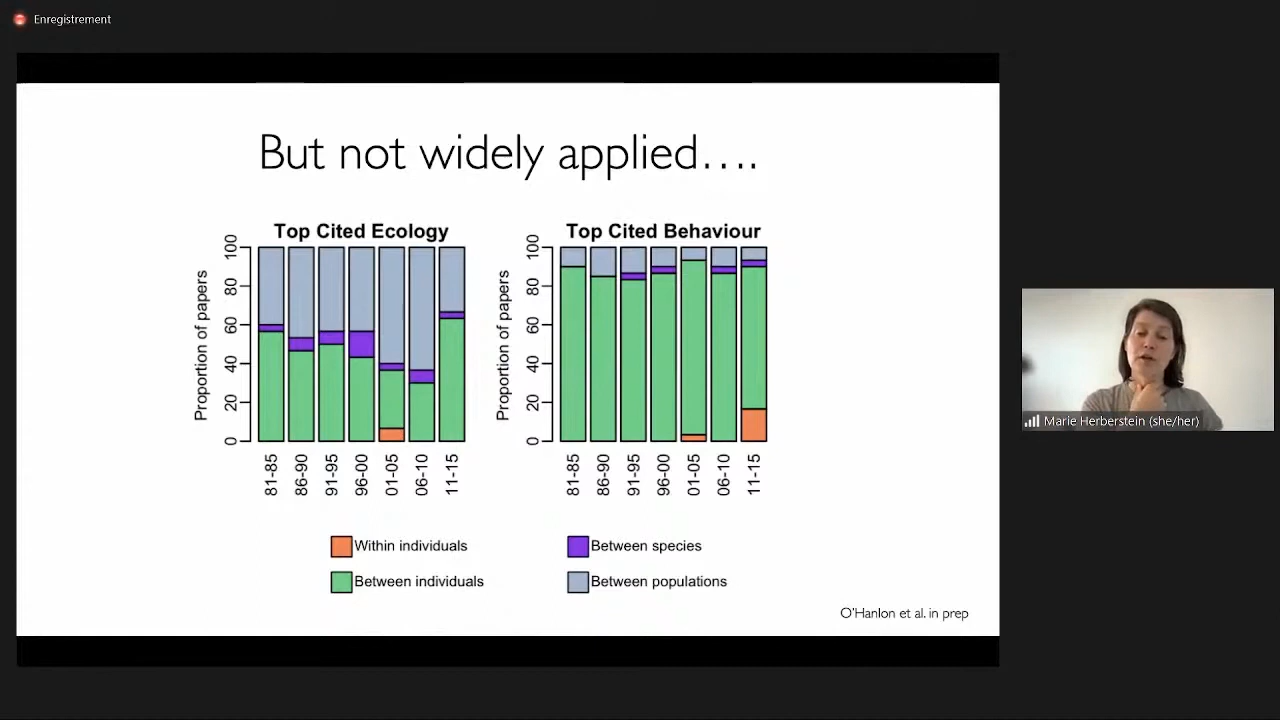 Enregistrement
But not widely applied....
Top Cited Ecology
Proportion of papers
0 20 40 60 80 100
81-85 86-90 91-95 96-00 01-05 06-10 11-15
Top Cited Behaviour
Proportion of papers
0 20 40 60 80 100
81-85 86-90 91-95 96-00 01-05 06-10 11-15
Within individuals
Between species
Between individuals
Between populations
O'Hanlon et al. in prep
Marie Herberstein (she/her)